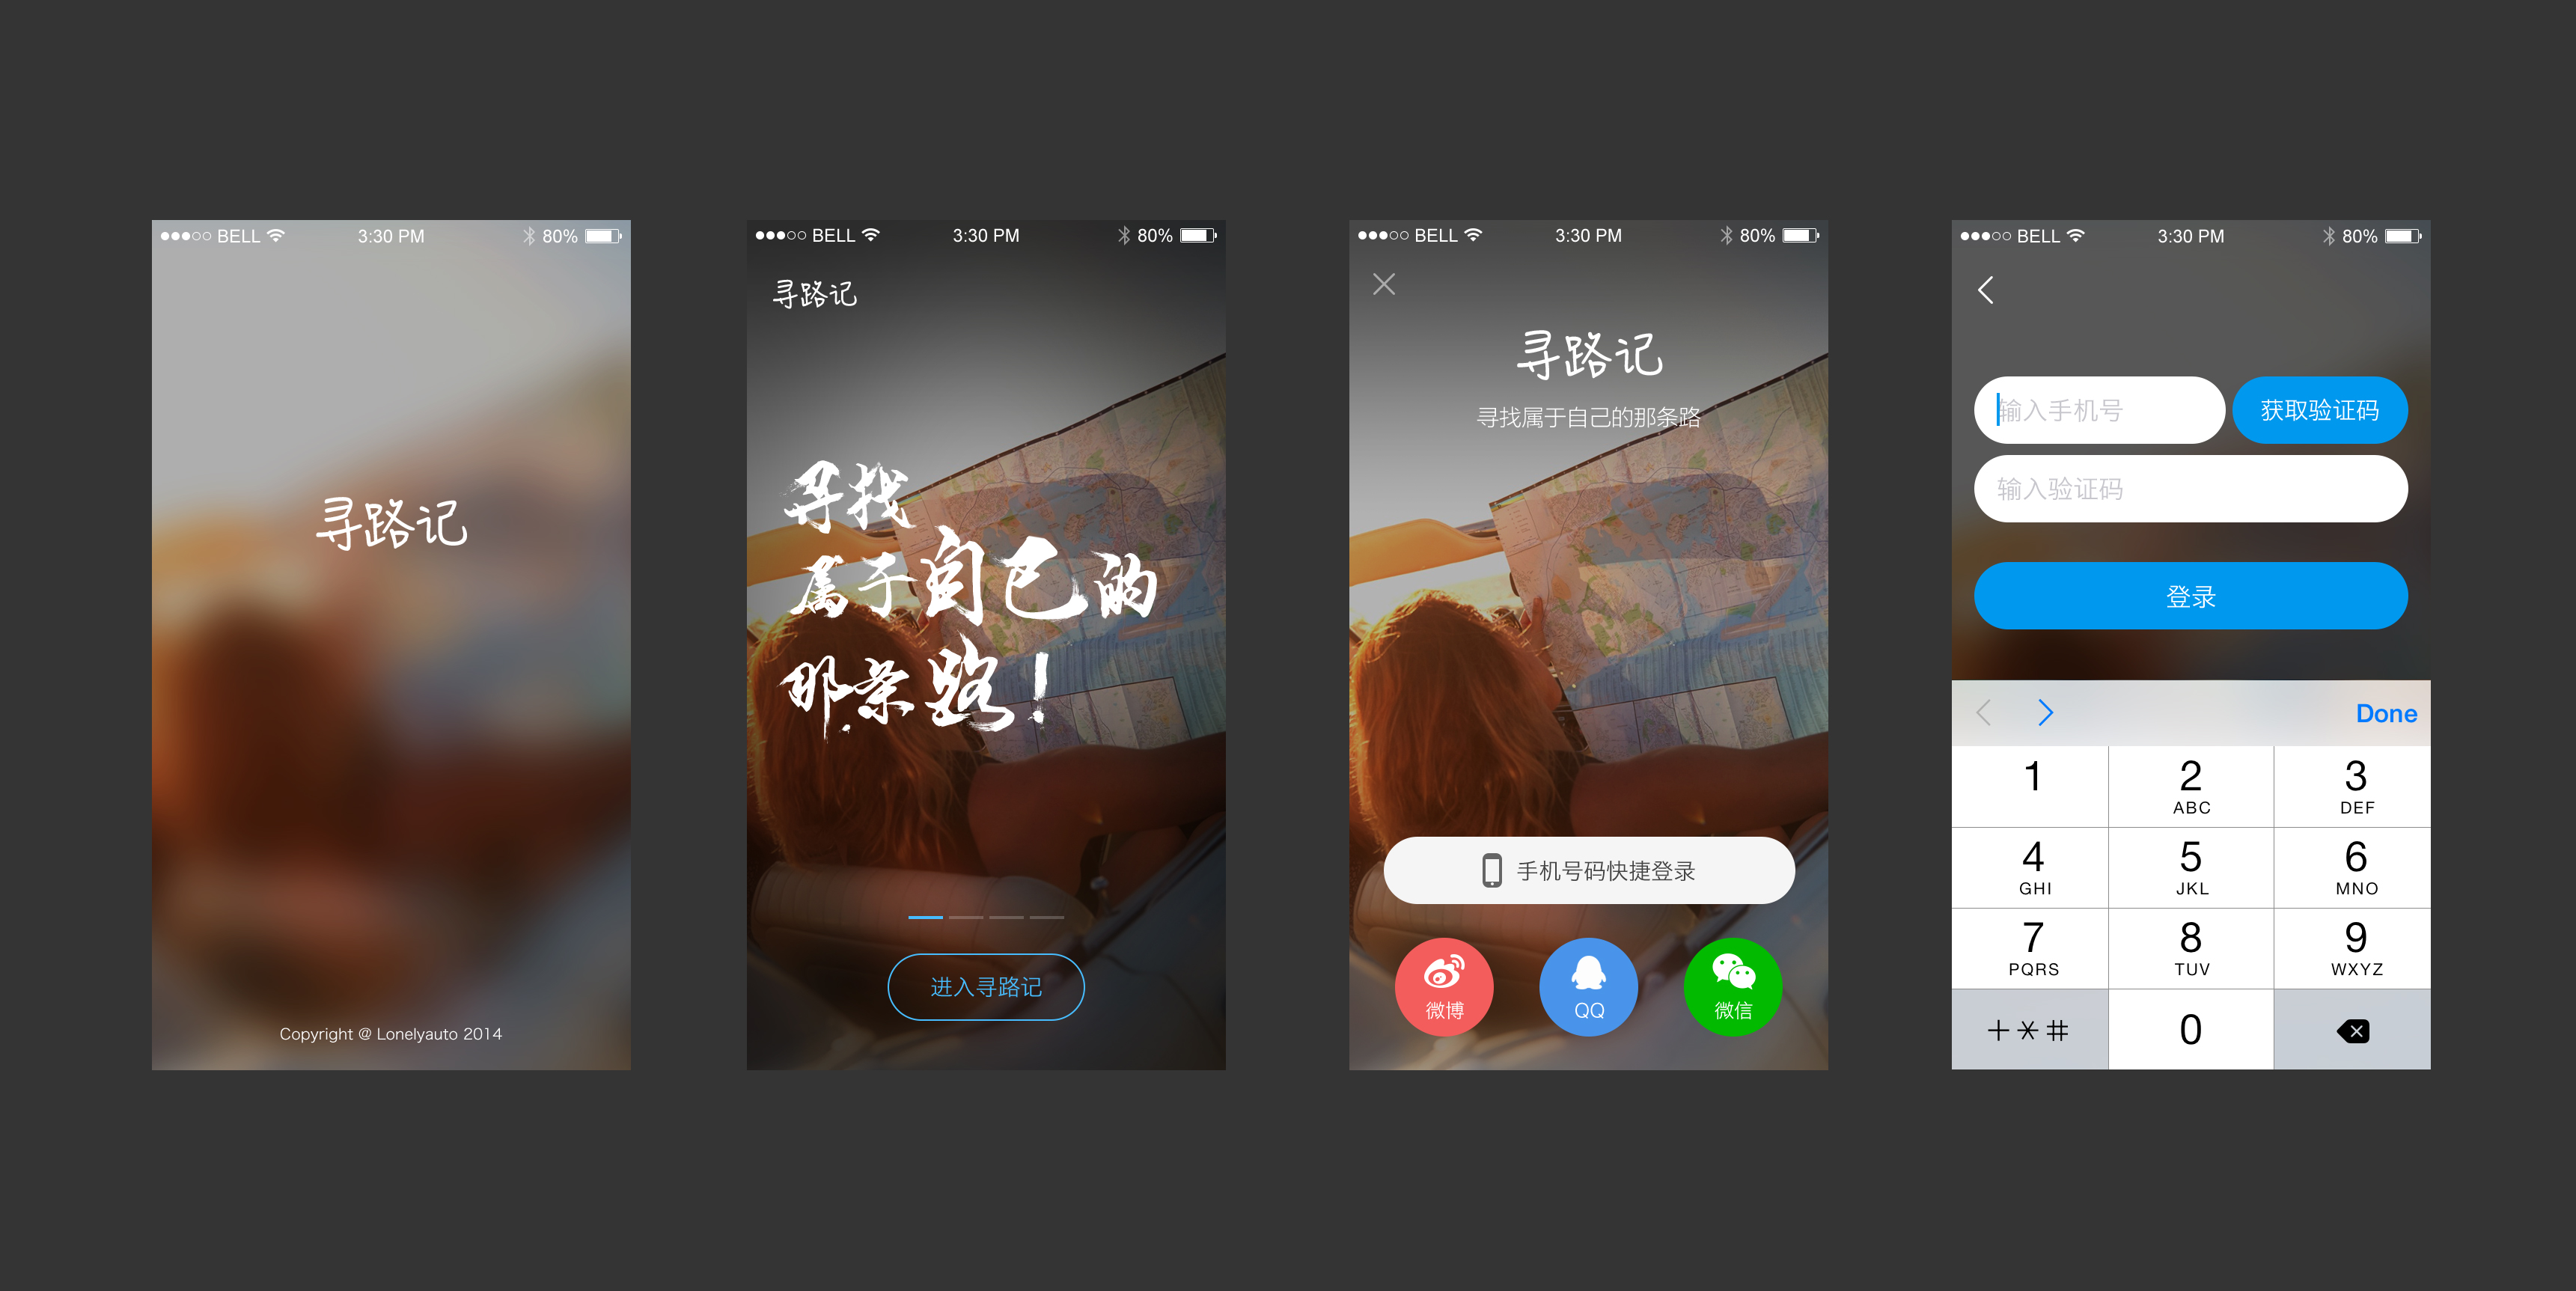 BELL 3:30 PM 80%
寻路记
Copyright @ Lonelyauto 2014
BELL 3:30 PM 80%
寻路记
寻找
属于自己的
那条路!
进入寻路记
BELL 3:30 PM 80%
寻路记
寻找属于自己的那条路
手机号码快捷登录
微博
QQ
微信
BELL 3:30 PM 80%
输入手机号 获取验证码
输入验证码
登录
Done
1 2 3
ABC DEF
4 5 6
GHI JKL MNO
7 8 9
PQRS TUV WXYZ
+*# 0